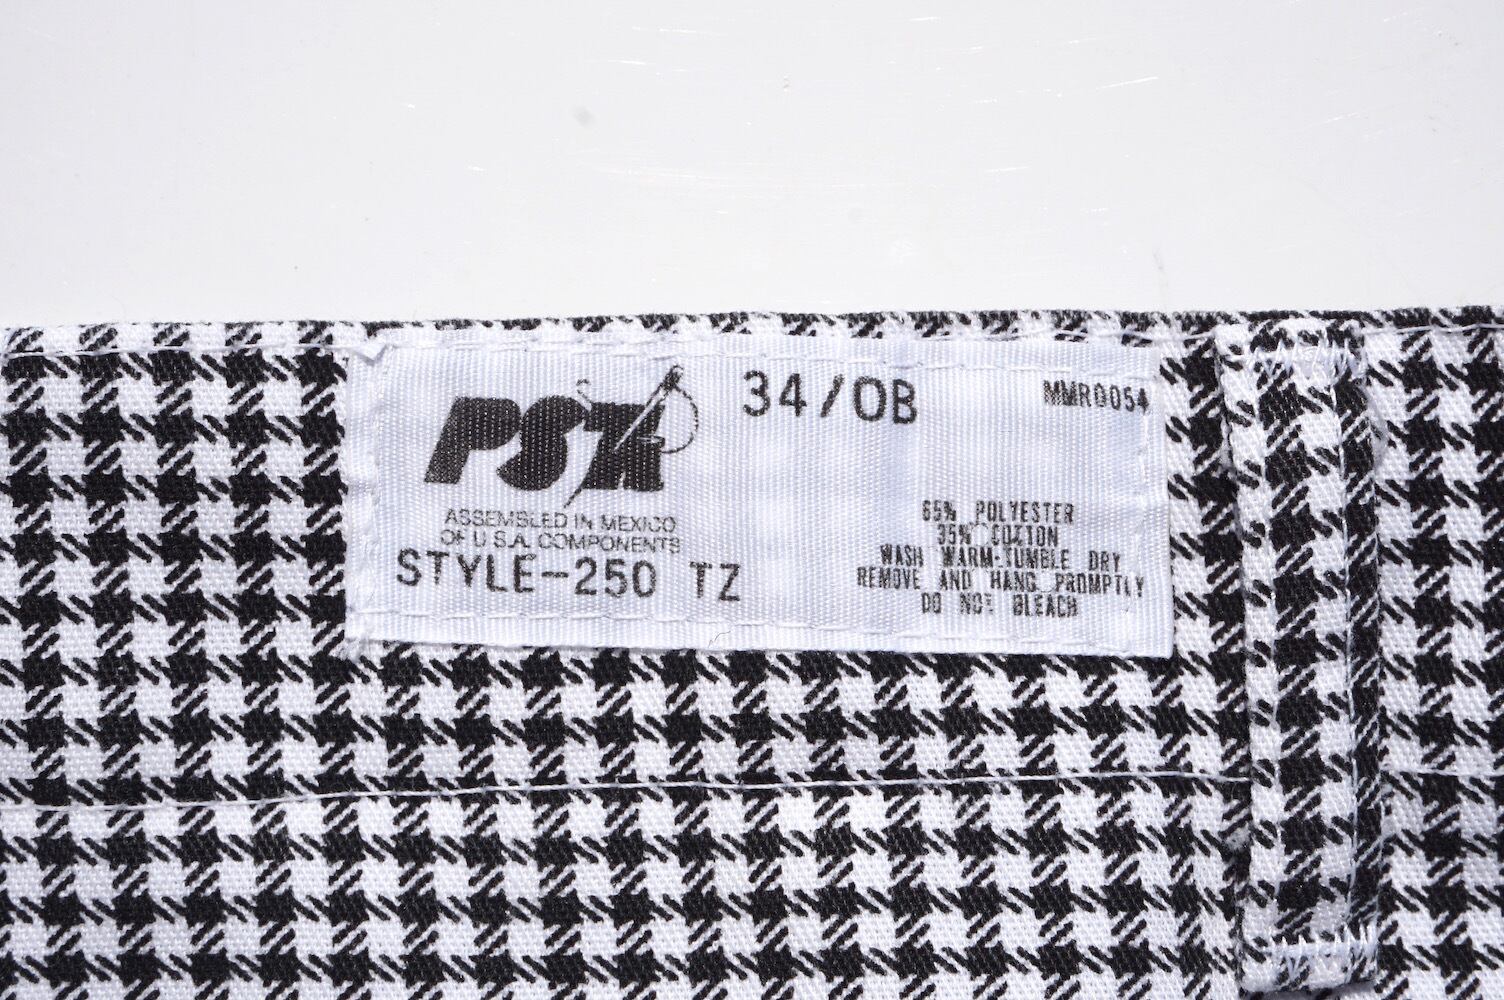 34/OB
MMR0054
ASSEMBLED IN MEXICO
OF U.S.A. COMPONENTS
STYLE-250 TZ
65% POLYESTER
35% COTTON
WASH WARM-TUMBLE DRY
REMOVE AND HANG PROMPTLY
DO NOT BLEACH